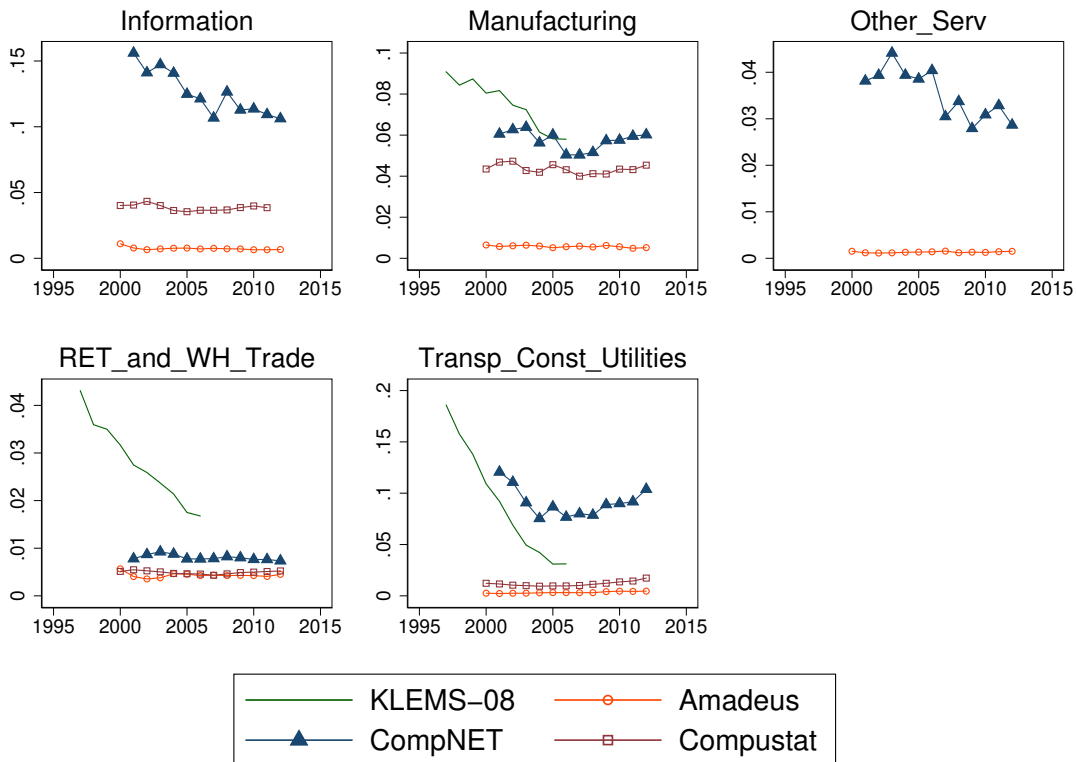 Information
Manufacturing
Other_Serv
.15
.1
.05
0
1995 2000 2005 2010 2015
.1
.08
.06
.04
.02
0
1995 2000 2005 2010 2015
.04
.03
.02
.01
0
1995 2000 2005 2010 2015
RET_and_WH_Trade
Transp_Const_Utilities
.04
.03
.02
.01
0
1995 2000 2005 2010 2015
.2
.15
.1
.05
0
1995 2000 2005 2010 2015
KLEMS−08
Amadeus
CompNET
Compustat